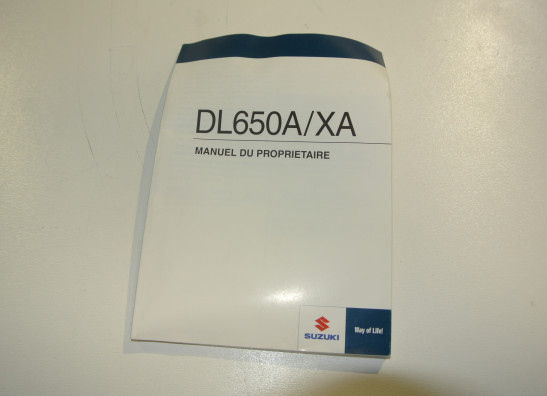 DL650A/XA
MANUEL DU PROPRIETAIRE
SUZUKI
Way of Life!